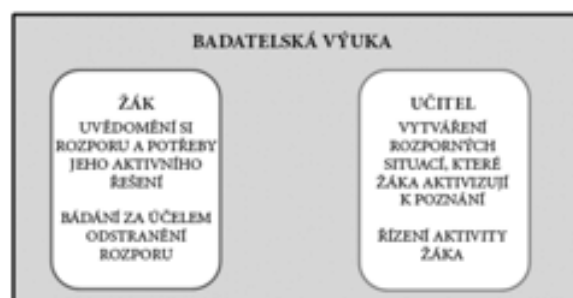 BADATELSKÁ VÝUKA
ŽÁK
UVĚDOMĚNÍ SI
ROZPORU A POTŘEBY
JEHO AKTIVNÍHO
ŘEŠENÍ
BÁDÁNÍ ZA ÚČELEM
ODSTRANĚNÍ
ROZPORU
UČITEL
VYTVÁŘENÍ
ROZPORNÝCH
SITUACÍ, KTERÉ
ŽÁKA AKTIVIZUJÍ
K POZNÁNÍ
ŘÍZENÍ AKTIVITY
ŽÁKA